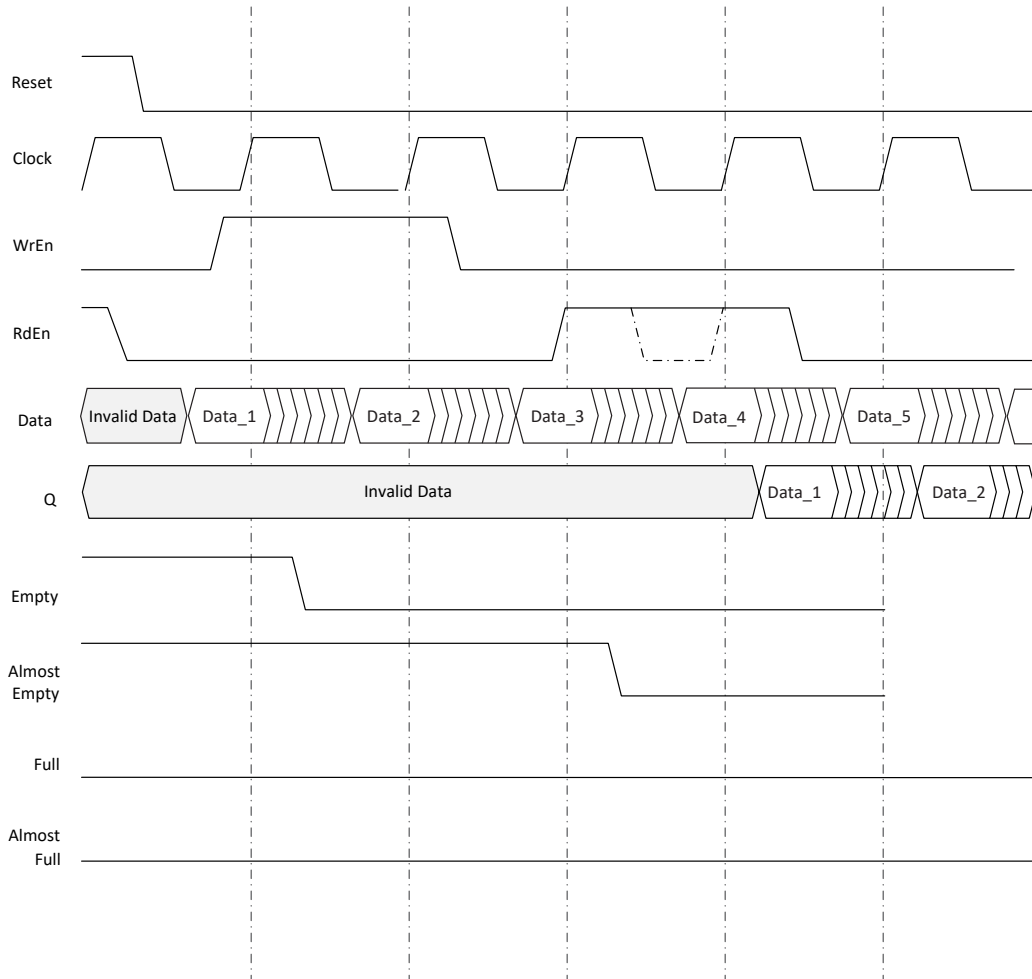 Reset
Clock
WrEn
RdEn
Data
Invalid Data
Data_1
Data_2
Data_3
Data_4
Data_5
Q
Invalid Data
Data_1
Data_2
Empty
Almost
Empty
Full
Almost
Full